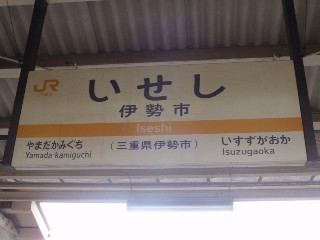 JR
いせし
伊勢市
Iseshi
やまだかみぐち
Yamada-kamiguchi
(三重県伊勢市)
いすずがおか
Isuzugaoka